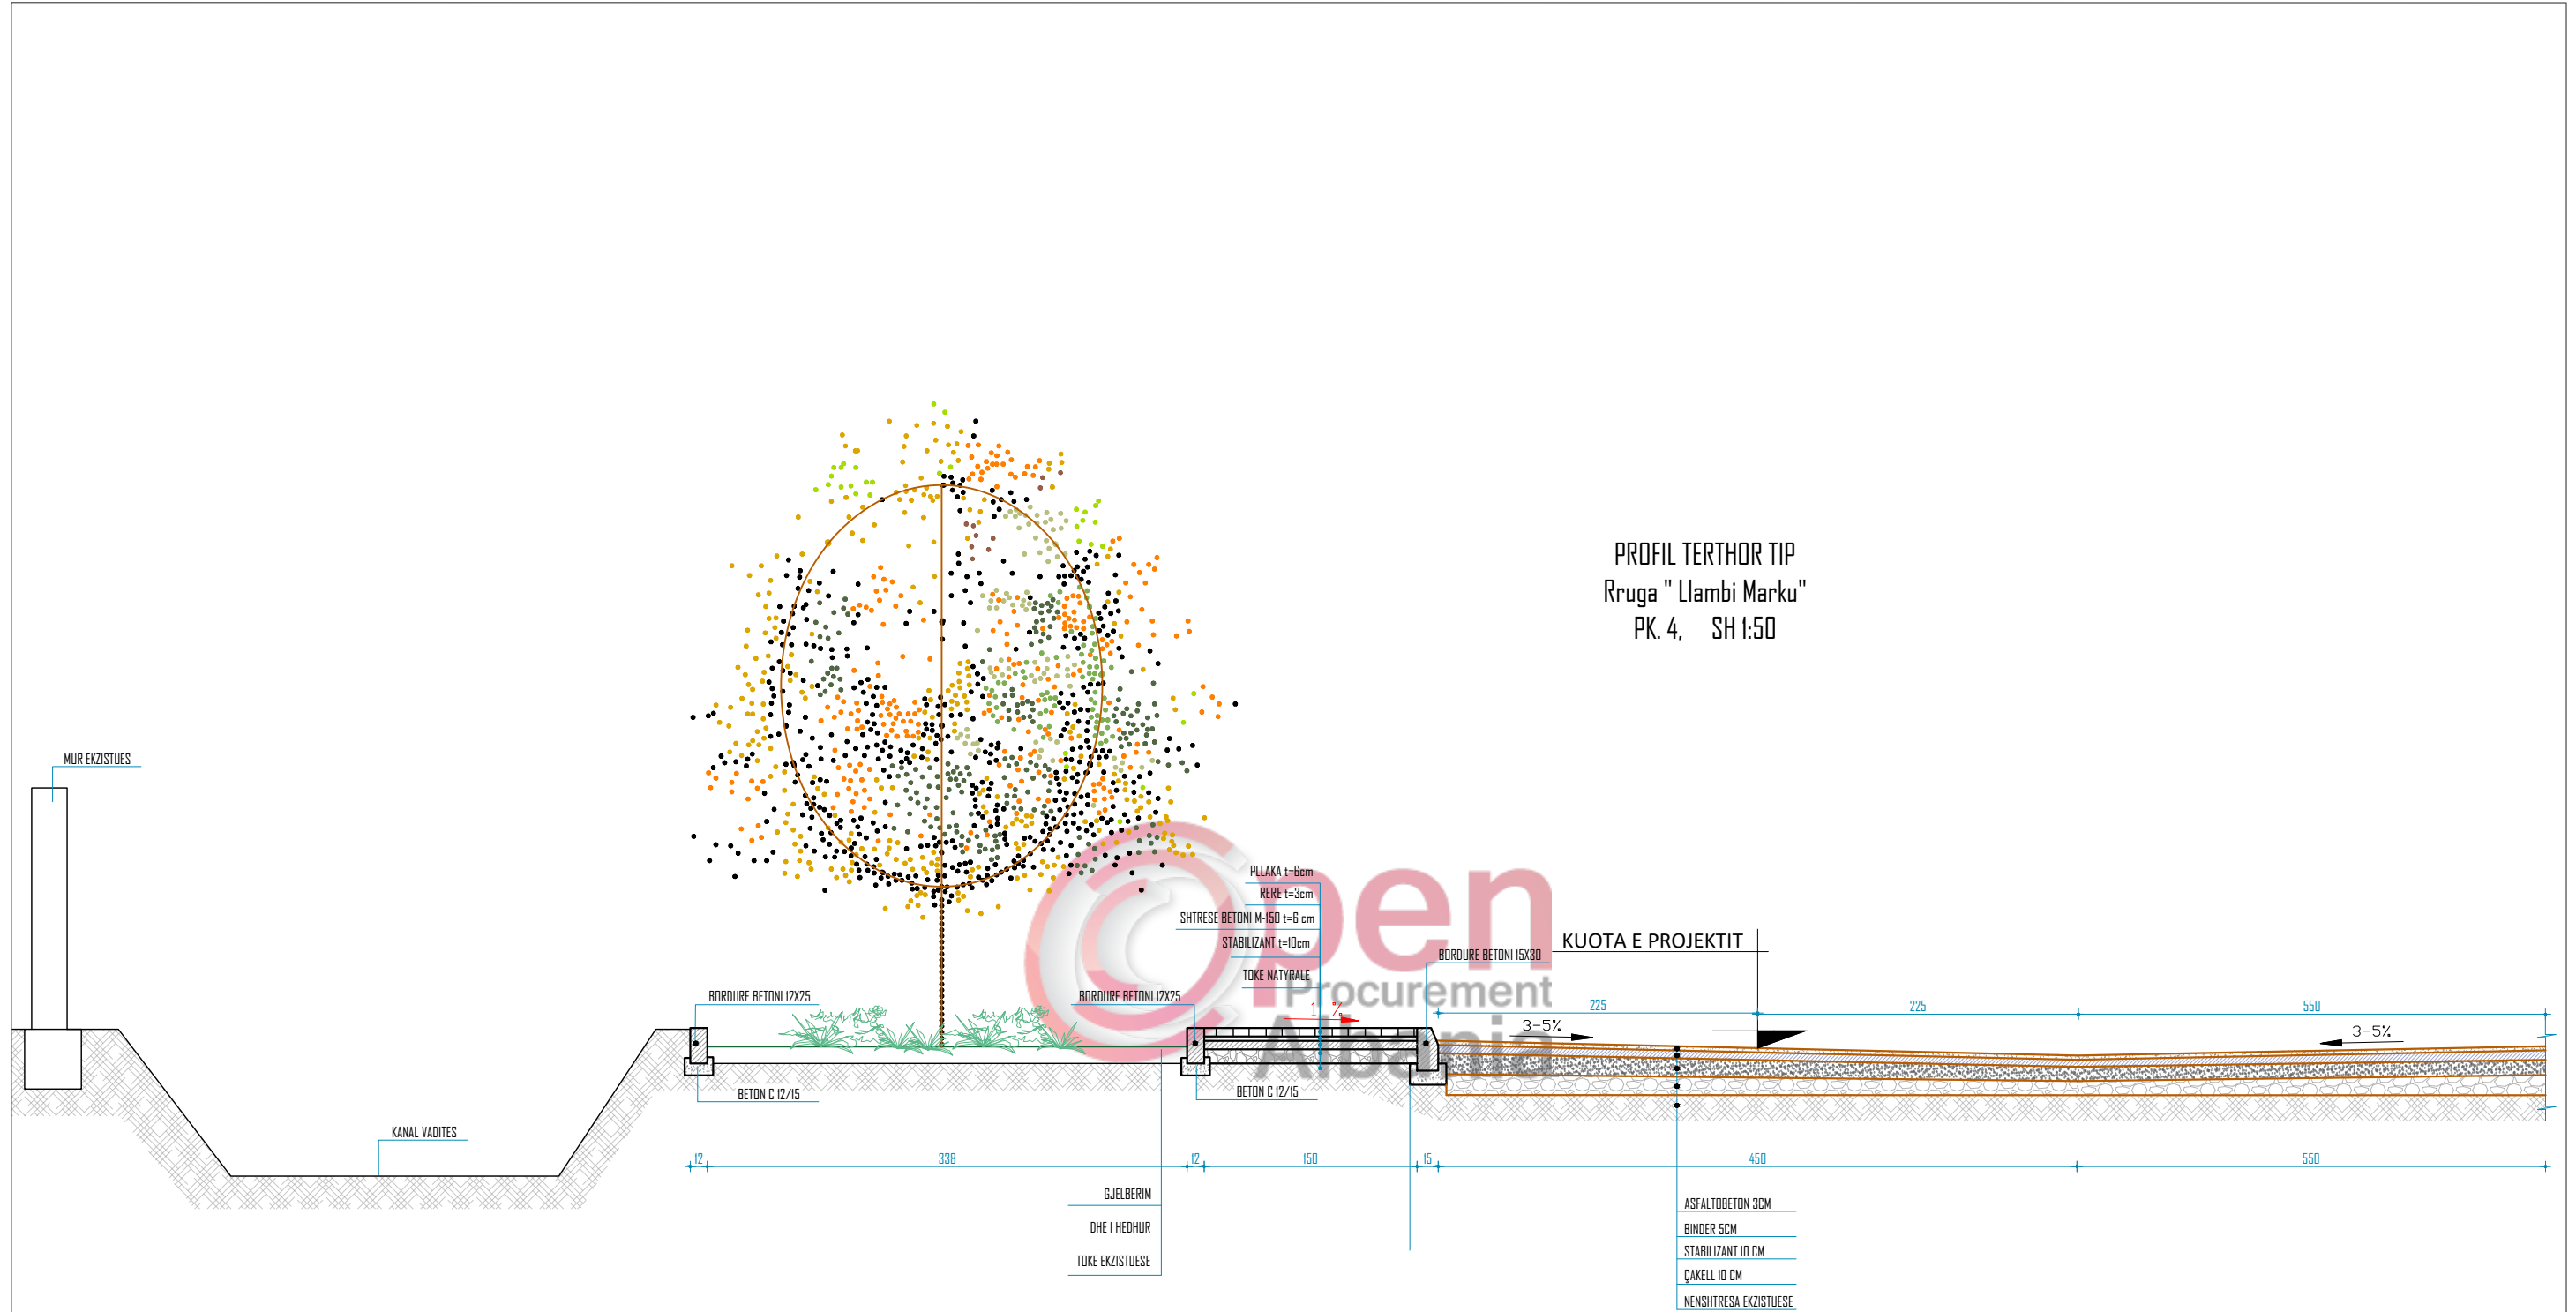 PROFIL TERTHOR TIP
Rruga " Llambi Marku"
PK. 4, SH 1:50
MUR EKZISTUES
PLLAKA t=6cm
RERE t=3cm
SHTRESE BETONI M-150 t=6 cm
STABILIZANT t=10cm
TOKE NATYRALE
BORDURE BETONI 15X30
KUOTA E PROJEKTIT
BORDURE BETONI 12X25
BORDURE BETONI 12X25
Open
Procurement
Albania
1 %
225
225
550
3-5%
3-5%
BETON C 12/15
BETON C 12/15
KANAL VADITES
12
338
12
150
15
450
550
GJELBERIM
DHE I HEDHUR
TOKE EKZISTUESE
ASFALTOBETON 3CM
BINDER 5CM
STABILIZANT 10 CM
ÇAKELL 10 CM
NENSHTRESA EKZISTUESE